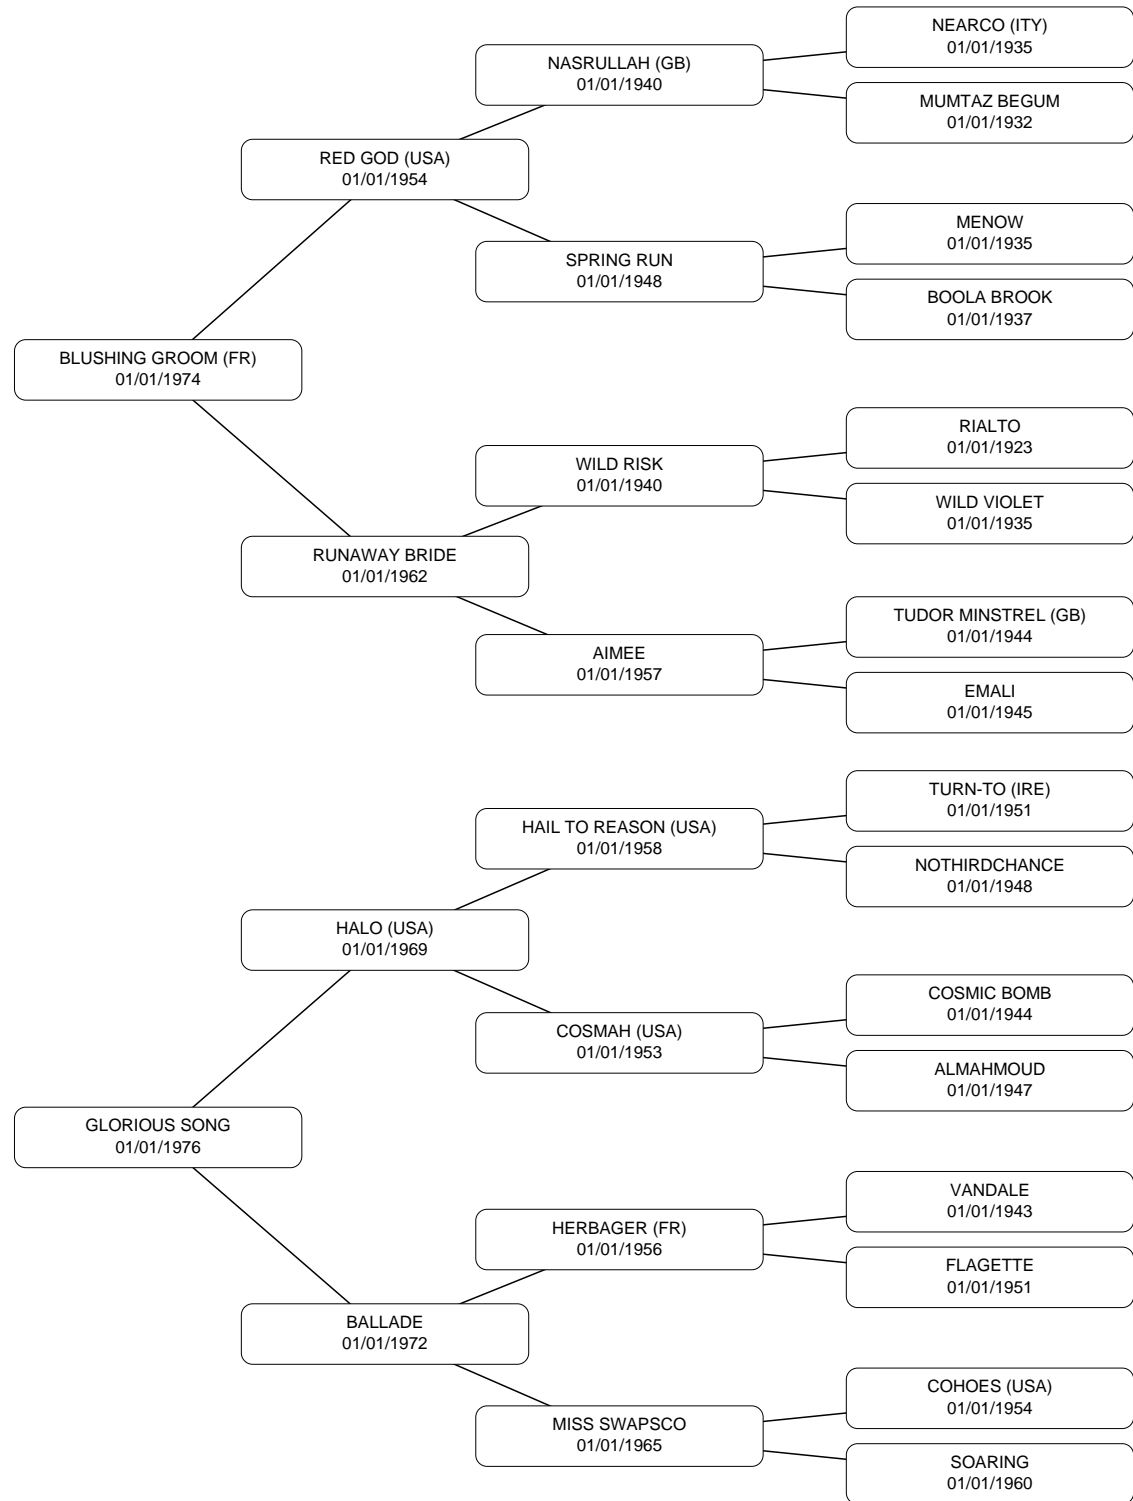 NEARCO (ITY)
01/01/1935
NASRULLAH (GB)
01/01/1940
MUMTAZ BEGUM
01/01/1932
RED GOD (USA)
01/01/1954
MENOW
01/01/1935
SPRING RUN
01/01/1948
BOOLA BROOK
01/01/1937
BLUSHING GROOM (FR)
01/01/1974
RIALTO
01/01/1923
WILD RISK
01/01/1940
WILD VIOLET
01/01/1935
RUNAWAY BRIDE
01/01/1962
TUDOR MINSTREL (GB)
01/01/1944
AIMEE
01/01/1957
EMALI
01/01/1945
TURN-TO (IRE)
01/01/1951
HAIL TO REASON (USA)
01/01/1958
NOTHIRDCHANCE
01/01/1948
HALO (USA)
01/01/1969
COSMIC BOMB
01/01/1944
COSMAH (USA)
01/01/1953
ALMAHMOUD
01/01/1947
GLORIOUS SONG
01/01/1976
VANDALE
01/01/1943
HERBAGER (FR)
01/01/1956
FLAGETTE
01/01/1951
BALLADE
01/01/1972
COHOES (USA)
01/01/1954
MISS SWAPSCO
01/01/1965
SOARING
01/01/1960